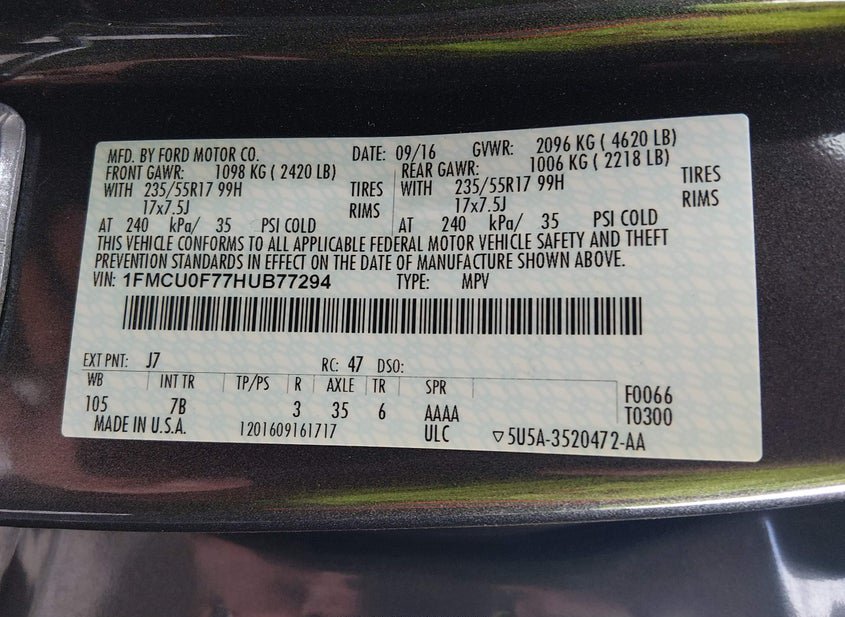 MFD. BY FORD MOTOR CO. DATE: 09/16 GVWR: 2096 KG ( 4620 LB)
FRONT GAWR: 1098 KG ( 2420 LB) REAR GAWR: 1006 KG ( 2218 LB)
WITH 235/55R17 99H TIRES WITH 235/55R17 99H TIRES
17x7.5J RIMS 17x7.5J RIMS
AT 240 kPa/ 35 PSI COLD AT 240 kPa/ 35 PSI COLD
THIS VEHICLE CONFORMS TO ALL APPLICABLE FEDERAL MOTOR VEHICLE SAFETY AND THEFT
PREVENTION STANDARDS IN EFFECT ON THE DATE OF MANUFACTURE SHOWN ABOVE.
VIN: 1FMCU0F77HUB77294 TYPE: MPV
EXT PNT: J7 RC: 47 DSO:
WB INT TR TP/PS R AXLE TR SPR F0066
105 7B 3 35 6 AAAA T0300
MADE IN U.S.A. 1201609161717 ULC ▽5U5A-3520472-AA